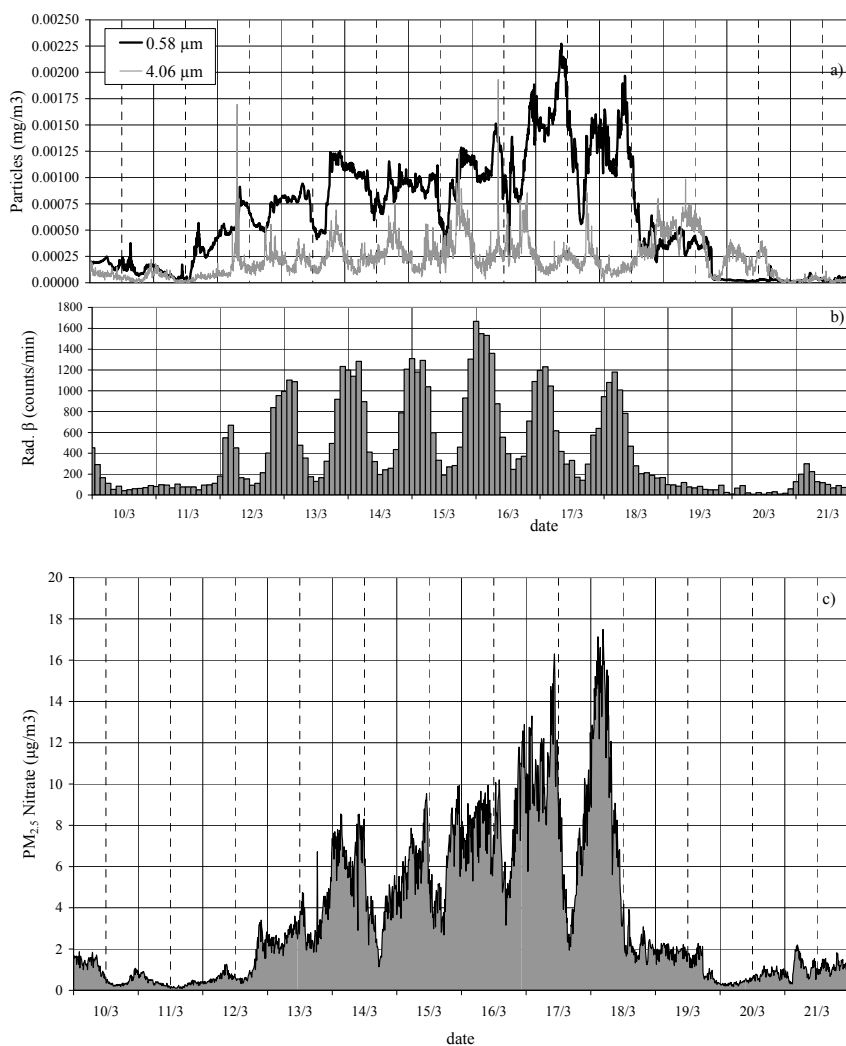 0.58 µm
4.06 µm
a)
Particles (mg/m3)
0.00250
0.00225
0.00200
0.00175
0.00150
0.00125
0.00100
0.00075
0.00050
0.00025
0.00000
b)
Rad. β (counts/min)
1800
1600
1400
1200
1000
800
600
400
200
0
10/3 11/3 12/3 13/3 14/3 15/3 16/3 17/3 18/3 19/3 20/3 21/3
date
c)
PM2.5 Nitrate (µg/m3)
20
18
16
14
12
10
8
6
4
2
0
10/3 11/3 12/3 13/3 14/3 15/3 16/3 17/3 18/3 19/3 20/3 21/3
date